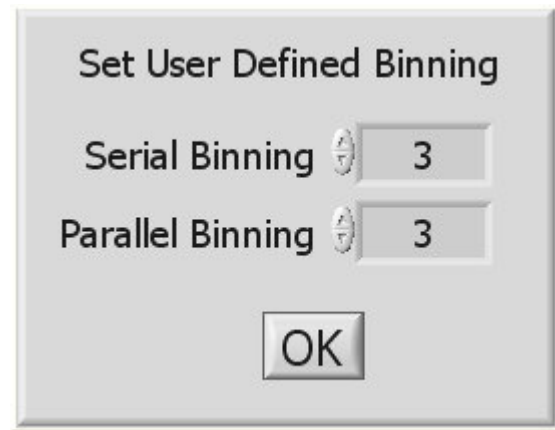 Set User Defined Binning
Serial Binning 3
Parallel Binning 3
OK